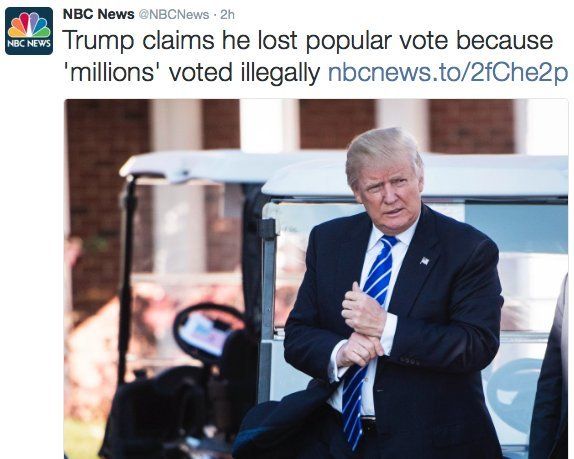 NBC News @NBCNews · 2h
Trump claims he lost popular vote because
'millions' voted illegally nbcnews.to/2fChe2p
NBC NEWS